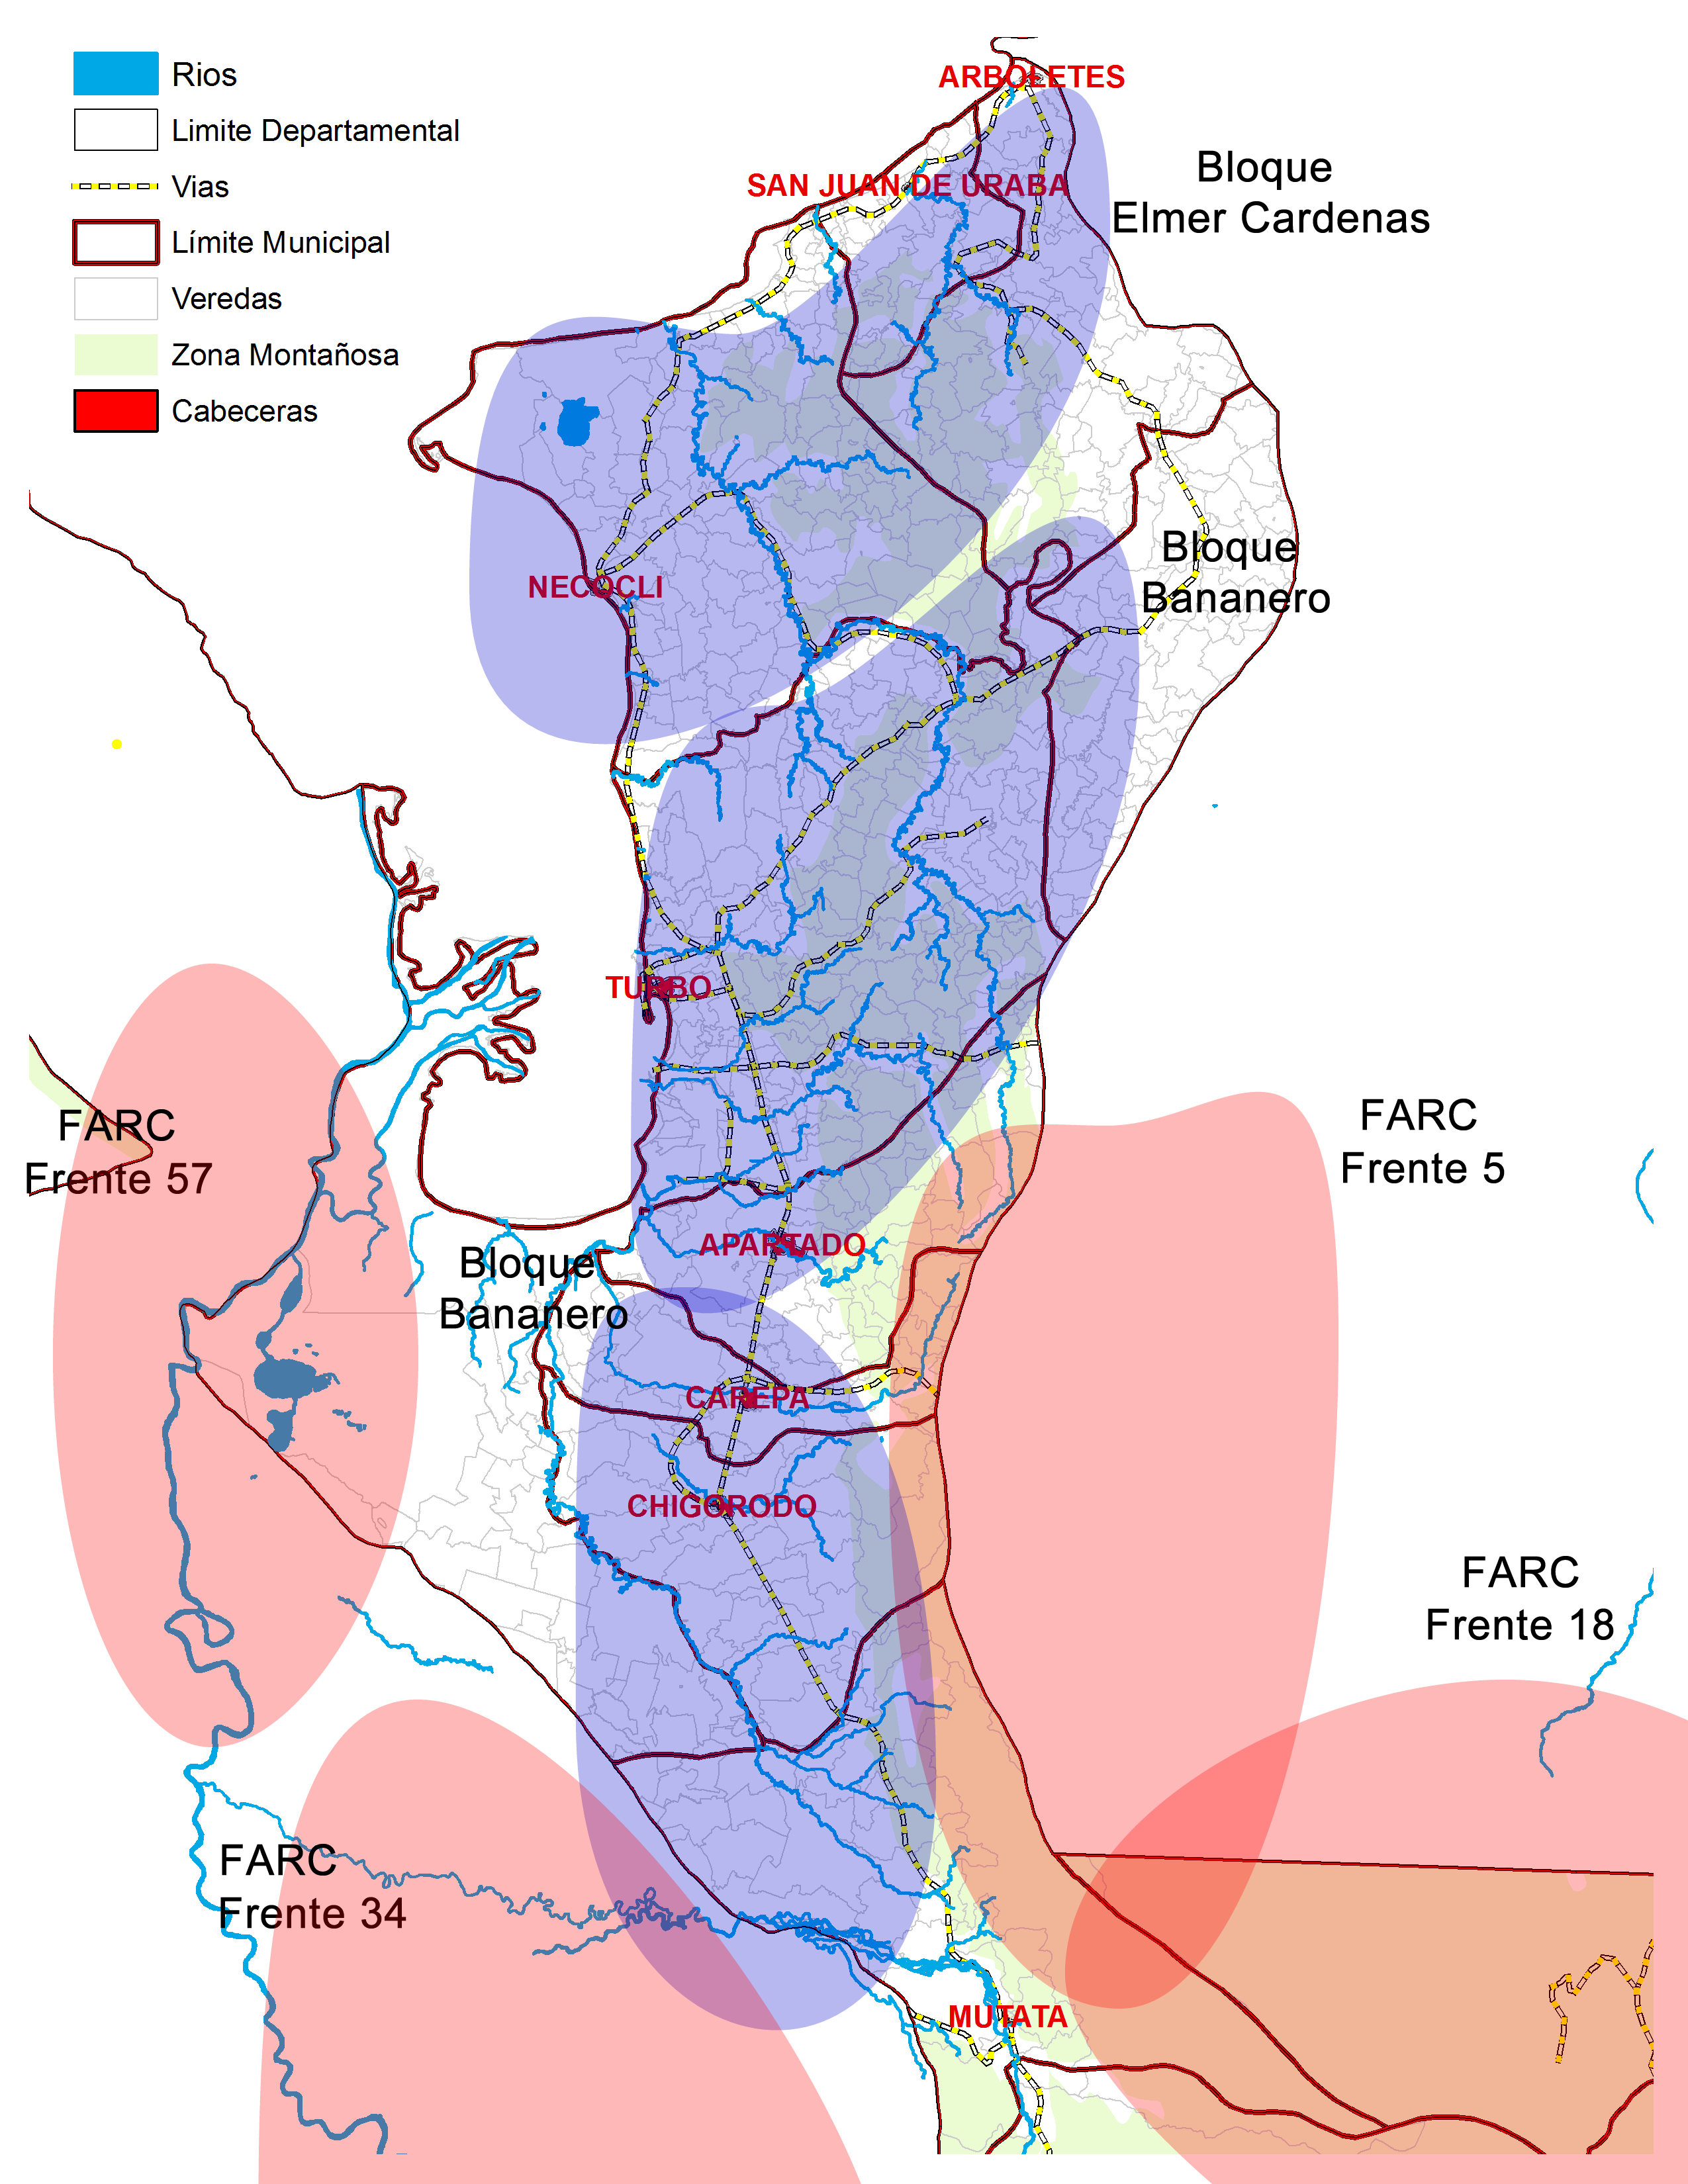 Rios
Limite Departamental
Vias
Límite Municipal
Veredas
Zona Montañosa
Cabeceras
ARBOLETES
Bloque
Elmer Cardenas
SAN JUAN DE URABA
Bloque
Bananero
NECOCLI
TURBO
FARC
Frente 57
FARC
Frente 5
APARTADO
Bloque
Bananero
CAREPA
CHIGORODO
FARC
Frente 18
FARC
Frente 34
MUTATA